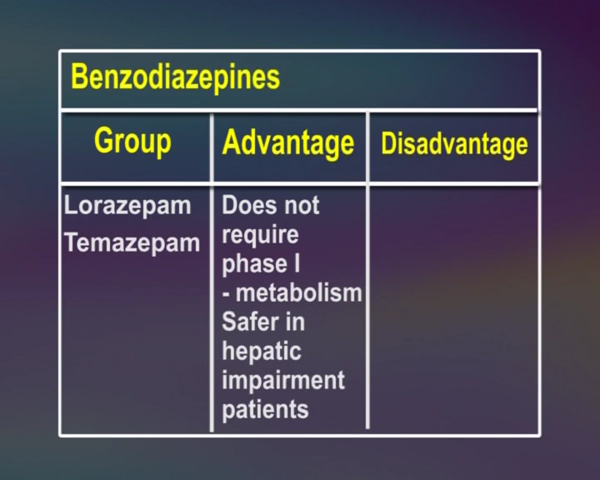 Benzodiazepines
Group Advantage Disadvantage
Lorazepam
Temazepam
Does not
require
phase I
- metabolism
Safer in
hepatic
impairment
patients